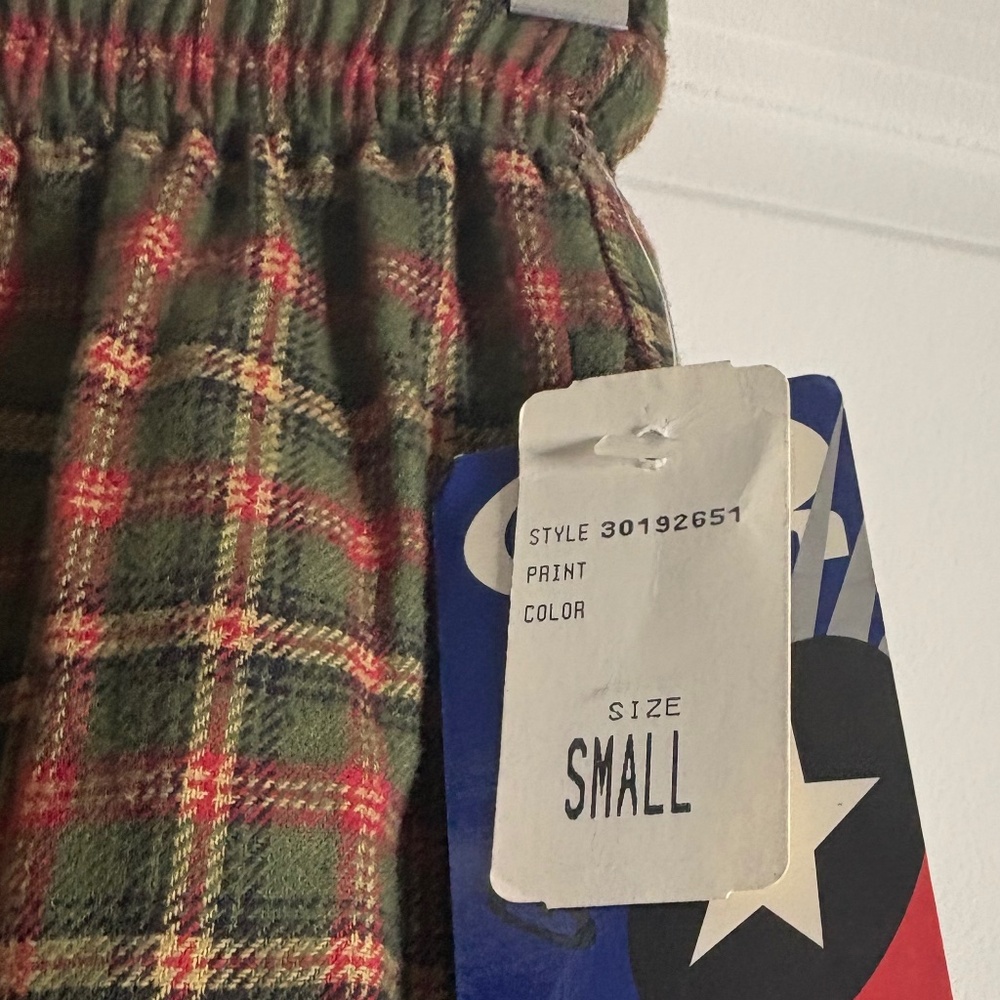 STYLE 30192651
PRINT
COLOR
SIZE
SMALL